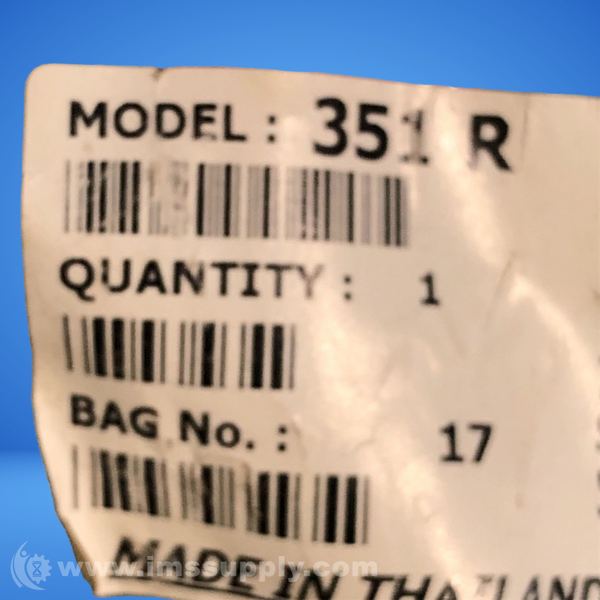 MODEL : 351 R
QUANTITY : 1
BAG No. : 17
MADE IN THAILAND
www.imssupply.com